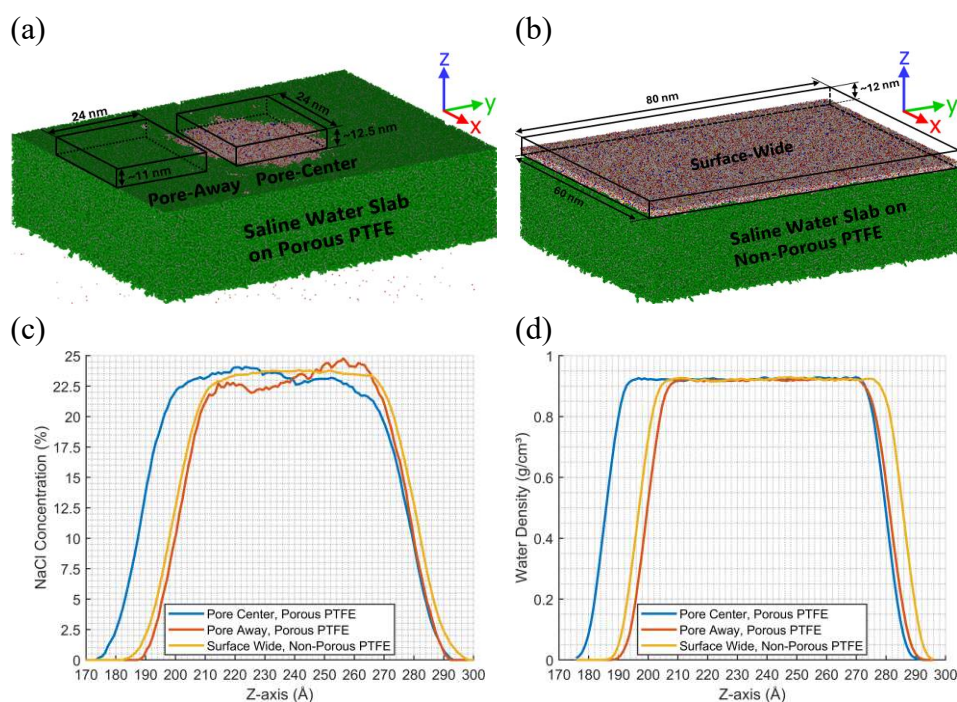 (a)
(b)
24 nm
24 nm
~12.5 nm
~11 nm
Pore-Away
Pore-Center
Saline Water Slab
on Porous PTFE
z
y
x
80 nm
~12 nm
Surface-Wide
60 nm
Saline Water Slab on
Non-Porous PTFE
z
y
x
(c)
(d)
NaCl Concentration (%)
25
22.5
20
17.5
15
12.5
10
7.5
5
2.5
0
Pore Center, Porous PTFE
Pore Away, Porous PTFE
Surface Wide, Non-Porous PTFE
170 180 190 200 210 220 230 240 250 260 270 280 290 300
Z-axis (Å)
Water Density (g/cm³)
1
0.8
0.6
0.4
0.2
0
Pore Center, Porous PTFE
Pore Away, Porous PTFE
Surface Wide, Non-Porous PTFE
170 180 190 200 210 220 230 240 250 260 270 280 290 300
Z-axis (Å)